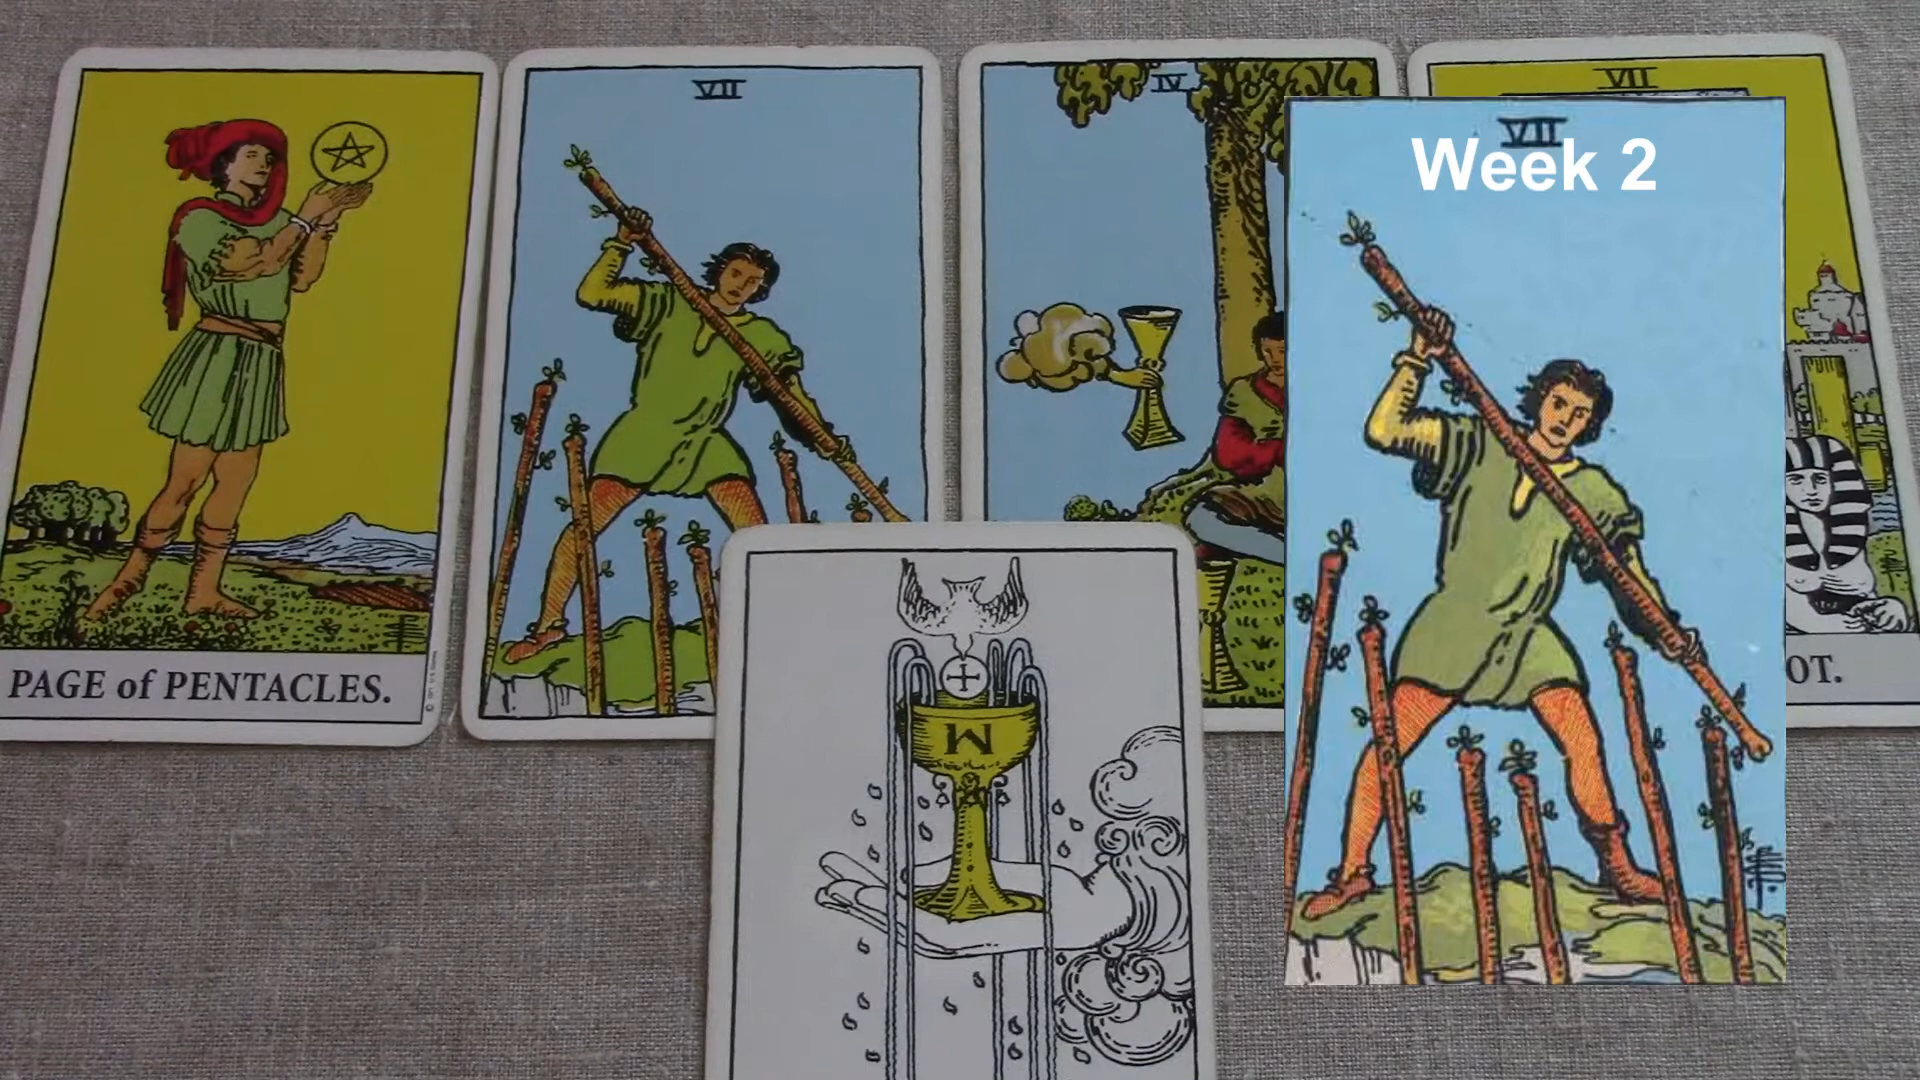 VII
IV
VII
VII
Week 2
PAGE of PENTACLES.
OT.
W